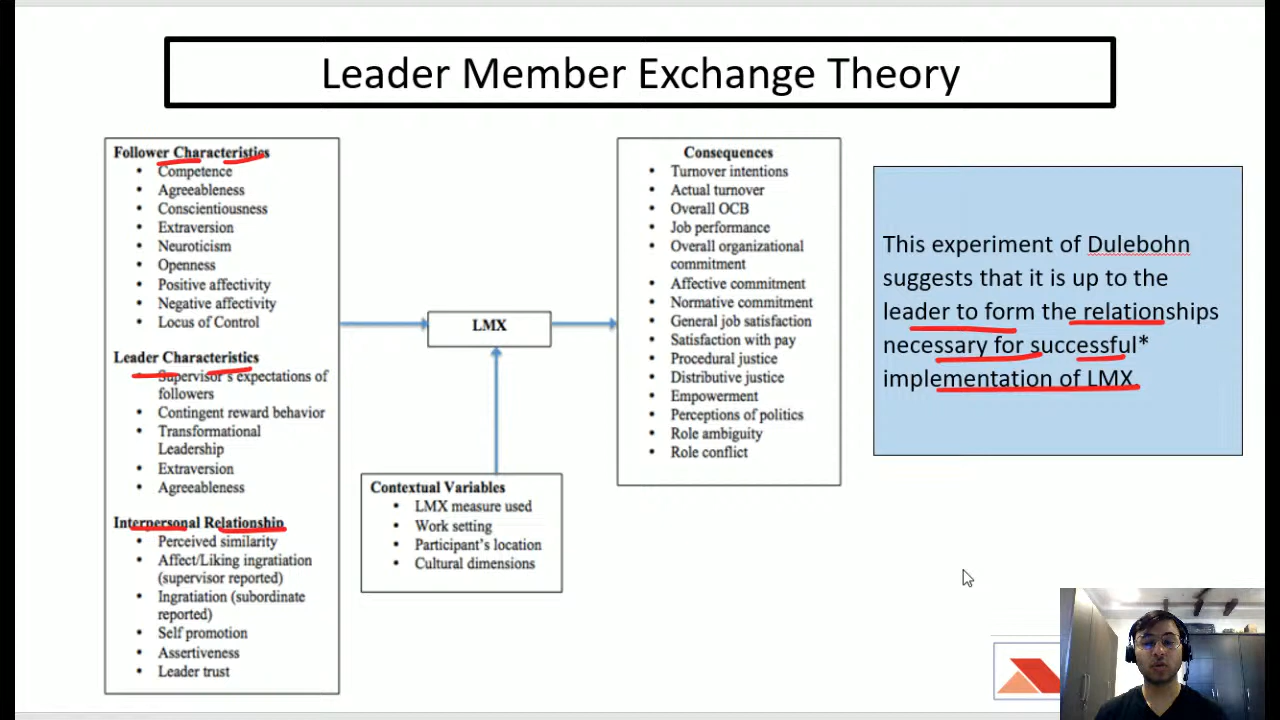 Leader Member Exchange Theory
Follower Characteristics
• Competence
• Agreeableness
• Conscientiousness
• Extraversion
• Neuroticism
• Openness
• Positive affectivity
• Negative affectivity
• Locus of Control
Leader Characteristics
• Supervisor's expectations of
followers
• Contingent reward behavior
• Transformational
Leadership
• Extraversion
• Agreeableness
Interpersonal Relationship
• Perceived similarity
• Affect/Liking ingratiation
(supervisor reported)
• Ingratiation (subordinate
reported)
• Self promotion
• Assertiveness
• Leader trust
LMX
Contextual Variables
• LMX measure used
• Work setting
• Participant's location
• Cultural dimensions
Consequences
• Turnover intentions
• Actual turnover
• Overall OCB
• Job performance
• Overall organizational
commitment
• Affective commitment
• Normative commitment
• General job satisfaction
• Satisfaction with pay
• Procedural justice
• Distributive justice
• Empowerment
• Perceptions of politics
• Role ambiguity
• Role conflict
This experiment of Dulebohn
suggests that it is up to the
leader to form the relationships
necessary for successful*
implementation of LMX.